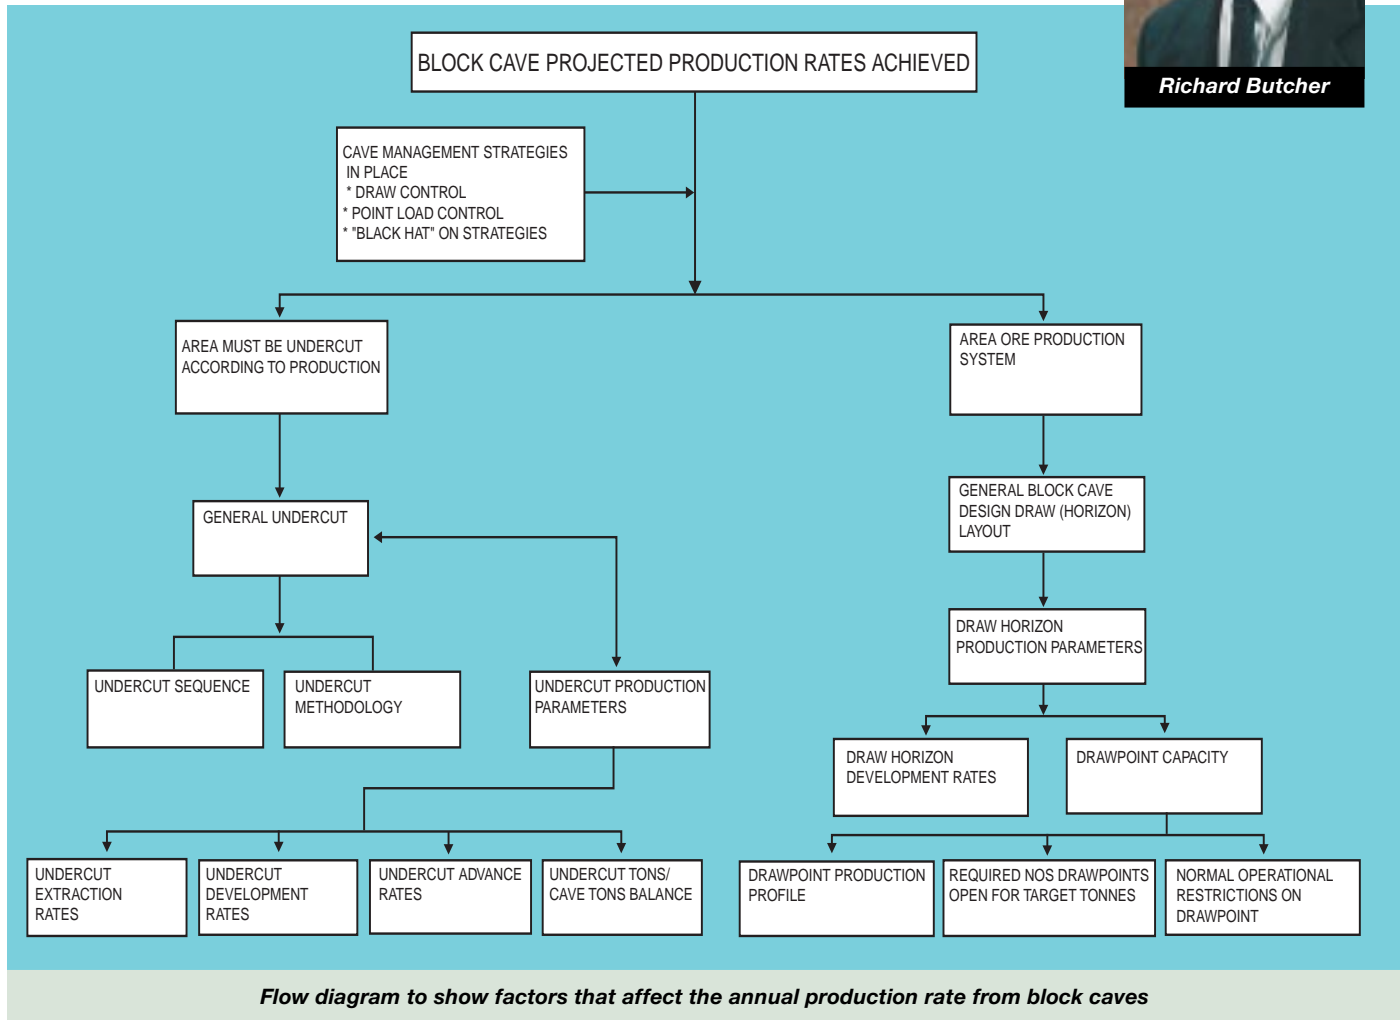 Richard Butcher
BLOCK CAVE PROJECTED PRODUCTION RATES ACHIEVED
CAVE MANAGEMENT STRATEGIES
IN PLACE
* DRAW CONTROL
* POINT LOAD CONTROL
* "BLACK HAT" ON STRATEGIES
AREA MUST BE UNDERCUT
ACCORDING TO PRODUCTION
AREA ORE PRODUCTION
SYSTEM
GENERAL UNDERCUT
GENERAL BLOCK CAVE
DESIGN DRAW (HORIZON)
LAYOUT
DRAW HORIZON
PRODUCTION PARAMETERS
UNDERCUT SEQUENCE
UNDERCUT
METHODOLOGY
UNDERCUT PRODUCTION
PARAMETERS
DRAW HORIZON
DEVELOPMENT RATES
DRAWPOINT CAPACITY
UNDERCUT
EXTRACTION
RATES
UNDERCUT
DEVELOPMENT
RATES
UNDERCUT ADVANCE
RATES
UNDERCUT TONS/
CAVE TONS BALANCE
DRAWPOINT PRODUCTION
PROFILE
REQUIRED NOS DRAWPOINTS
OPEN FOR TARGET TONNES
NORMAL OPERATIONAL
RESTRICTIONS ON
DRAWPOINT
Flow diagram to show factors that affect the annual production rate from block caves